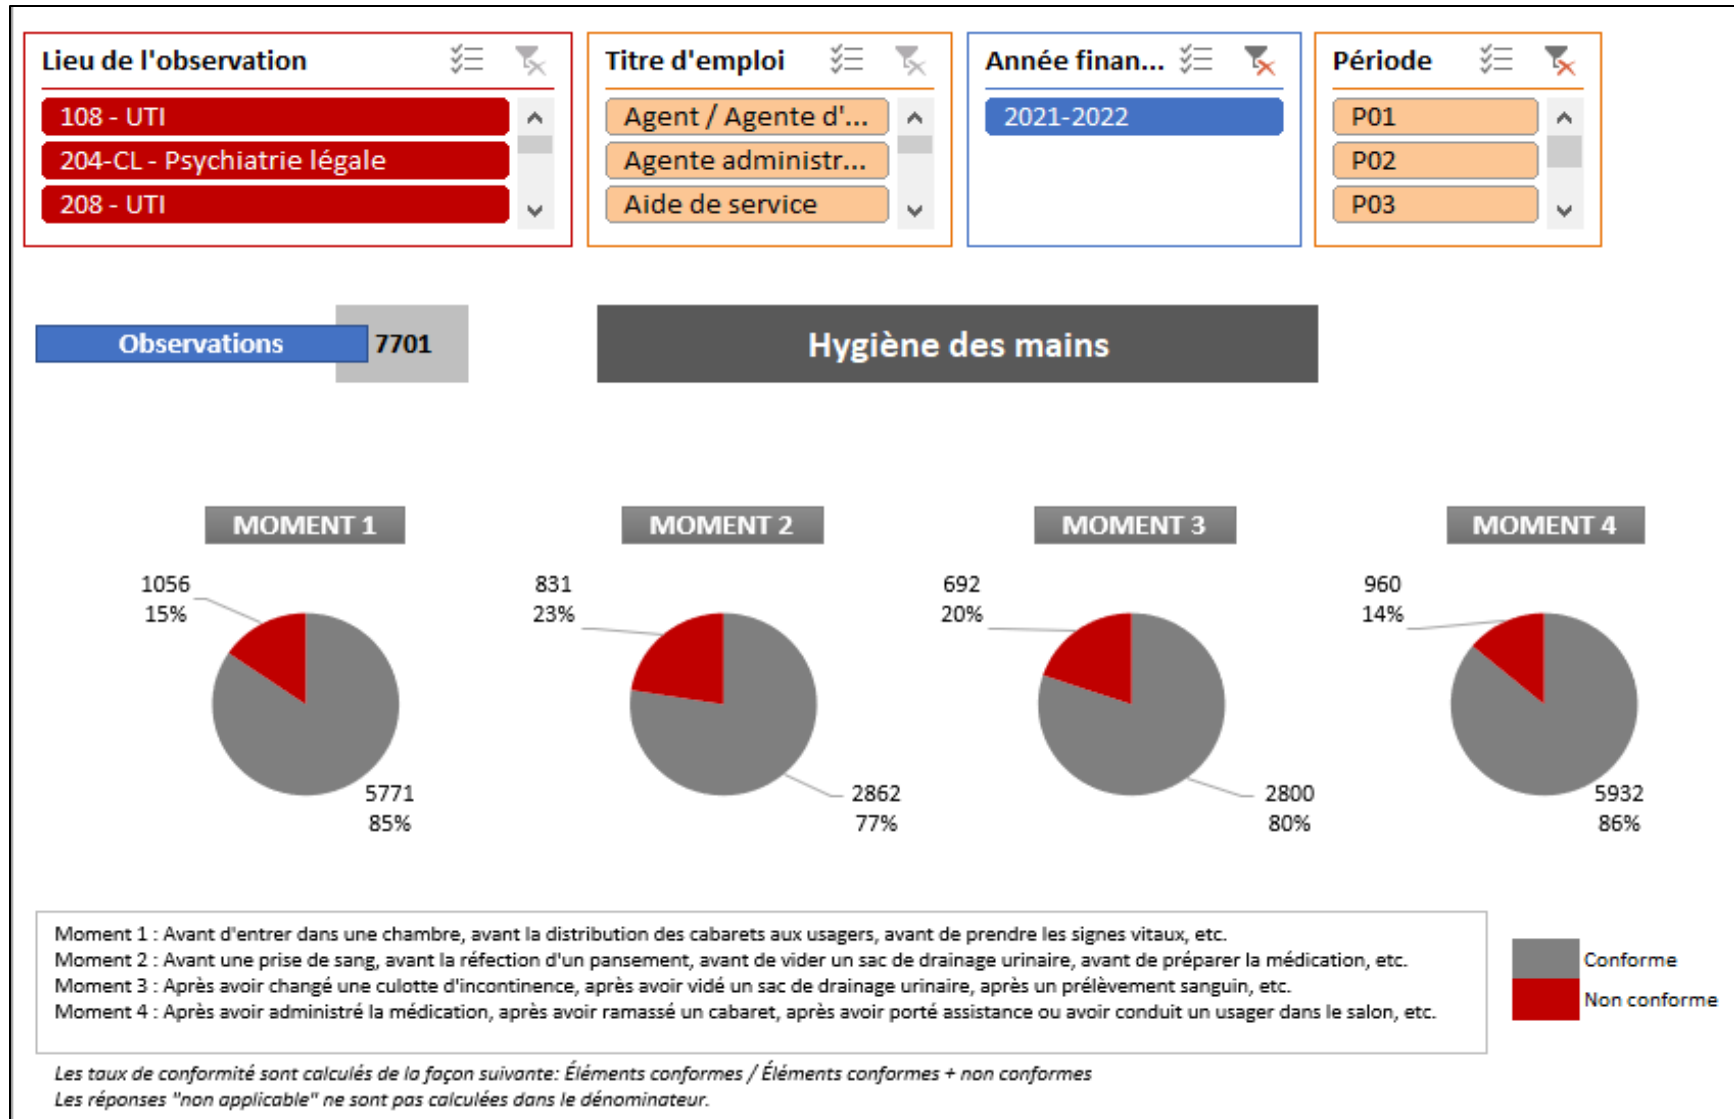 Lieu de l'observation
108 - UTI
204-CL - Psychiatrie légale
208 - UTI
Titre d'emploi
Agent / Agente d'...
Agente administr...
Aide de service
Année finan...
2021-2022
Période
P01
P02
P03
Observations 7701
Hygiène des mains
MOMENT 1
1056
15%
5771
85%
MOMENT 2
831
23%
2862
77%
MOMENT 3
692
20%
2800
80%
MOMENT 4
960
14%
5932
86%
Moment 1 : Avant d'entrer dans une chambre, avant la distribution des cabarets aux usagers, avant de prendre les signes vitaux, etc.
Moment 2 : Avant une prise de sang, avant la réfection d'un pansement, avant de vider un sac de drainage urinaire, avant de préparer la médication, etc.
Moment 3 : Après avoir changé une culotte d'incontinence, après avoir vidé un sac de drainage urinaire, après un prélèvement sanguin, etc.
Moment 4 : Après avoir administré la médication, après avoir ramassé un cabaret, après avoir porté assistance ou avoir conduit un usager dans le salon, etc.
Conforme
Non conforme
Les taux de conformité sont calculés de la façon suivante: Éléments conformes / Éléments conformes + non conformes
Les réponses "non applicable" ne sont pas calculées dans le dénominateur.